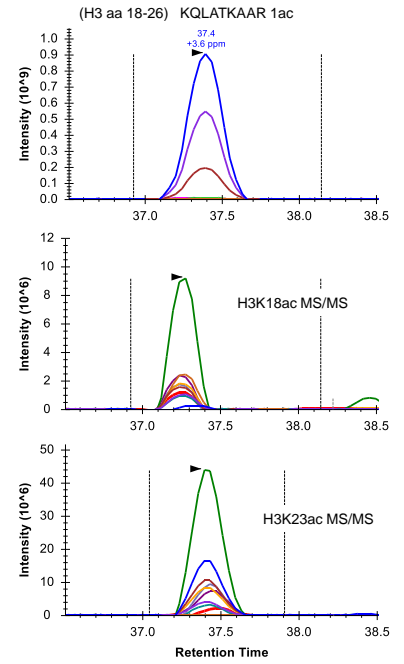 (H3 aa 18-26) KQLATKAAR 1ac
37.4
+3.6 ppm
Intensity (10^9)
1.0
0.9
0.8
0.7
0.6
0.5
0.4
0.3
0.2
0.1
0.0
37.0 37.5 38.0 38.5
Intensity (10^6)
12
10
8
6
4
2
0
H3K18ac MS/MS
37.0 37.5 38.0 38.5
Intensity (10^6)
50
40
30
20
10
0
H3K23ac MS/MS
37.0 37.5 38.0 38.5
Retention Time